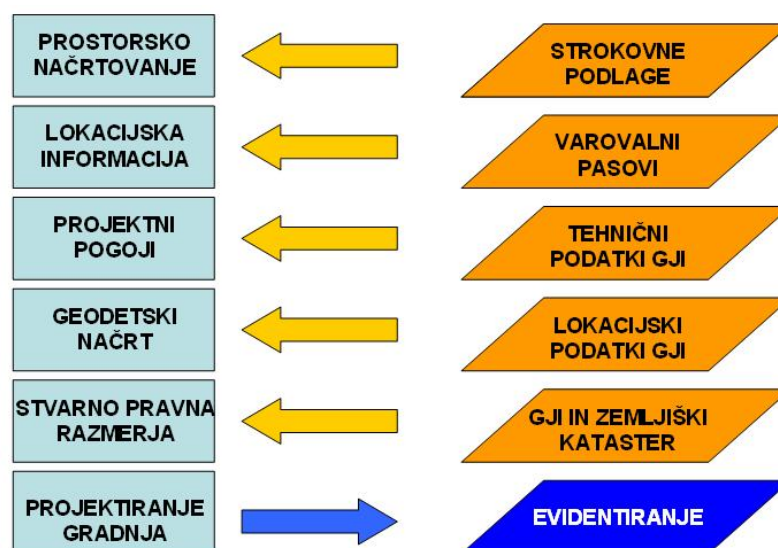 PROSTORSKO
NAČRTOVANJE
STROKOVNE
PODLAGE
LOKACIJSKA
INFORMACIJA
VAROVALNI
PASOVI
PROJEKTNI
POGOJI
TEHNIČNI
PODATKI GJI
GEODETSKI
NAČRT
LOKACIJSKI
PODATKI GJI
STVARNO PRAVNA
RAZMERJA
GJI IN ZEMLJIŠKI
KATASTER
PROJEKTIRANJE
GRADNJA
EVIDENTIRANJE